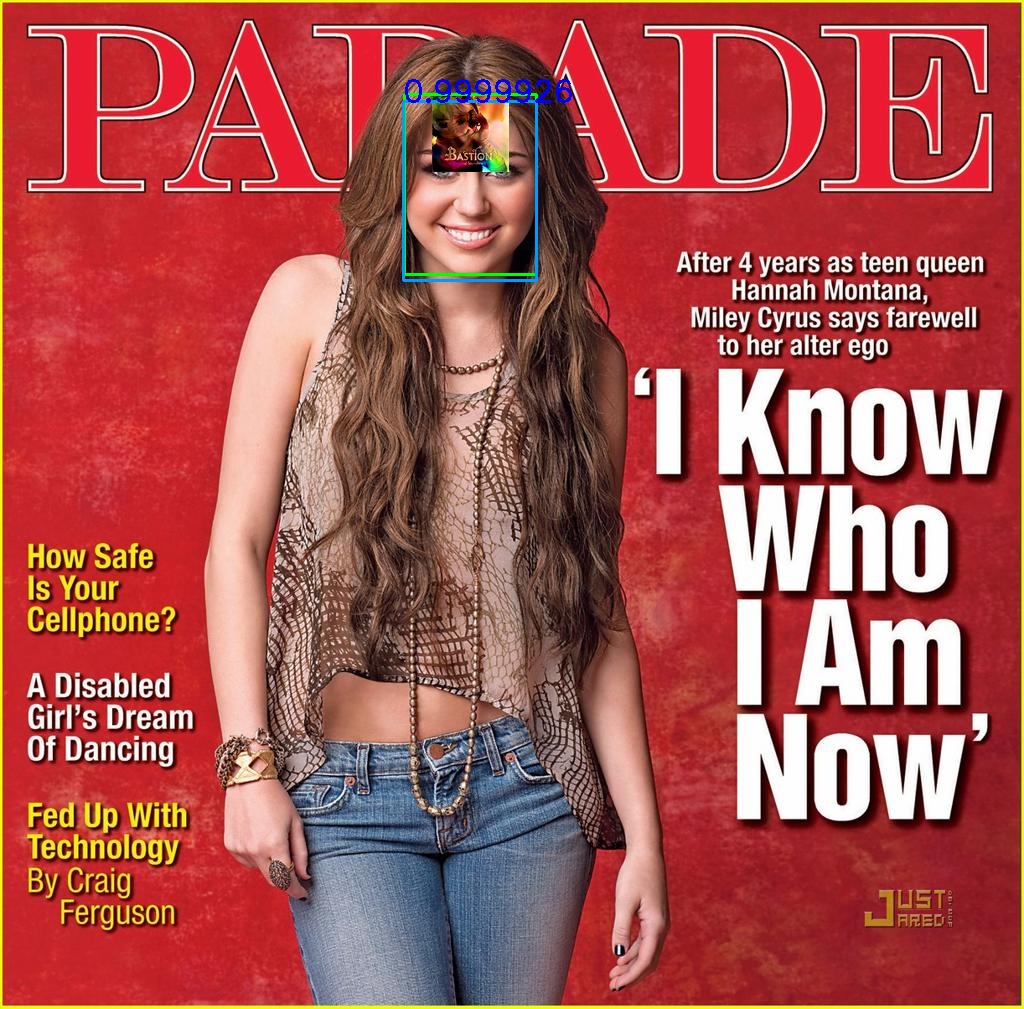 PARADE
0.9999926
BASTION
After 4 years as teen queen
Hannah Montana,
Miley Cyrus says farewell
to her alter ego
'I Know
Who
I Am
Now'
How Safe
Is Your
Cellphone?
A Disabled
Girl's Dream
Of Dancing
Fed Up With
Technology
By Craig
Ferguson
JUST
JARED